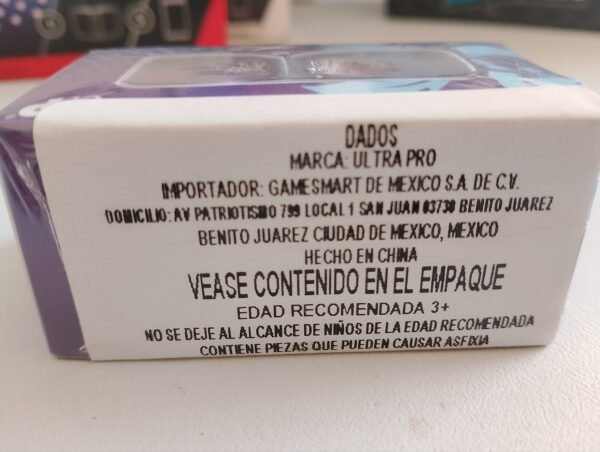 DADOS
MARCA: ULTRA PRO
IMPORTADOR: GAMESMART DE MEXICO S.A. DE C.V.
DOMICILIO: AV PATRIOTISMO 799 LOCAL 1 SAN JUAN 03730 BENITO JUAREZ
BENITO JUAREZ CIUDAD DE MEXICO, MEXICO
HECHO EN CHINA
VEASE CONTENIDO EN EL EMPAQUE
EDAD RECOMENDADA 3+
NO SE DEJE AL ALCANCE DE NIÑOS DE LA EDAD RECOMENDADA
CONTIENE PIEZAS QUE PUEDEN CAUSAR ASFIXIA